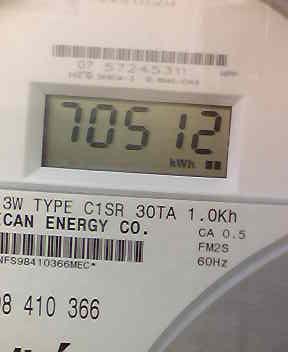 07 57245311
70512
kWh
3W TYPE C1SR 30TA 1.0Kh
CAN ENERGY CO.
CA 0.5
FM2S
60Hz
NFS98410366MEC*
98 410 366